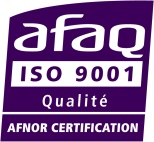 afaq
ISO 9001
Qualité
AFNOR CERTIFICATION